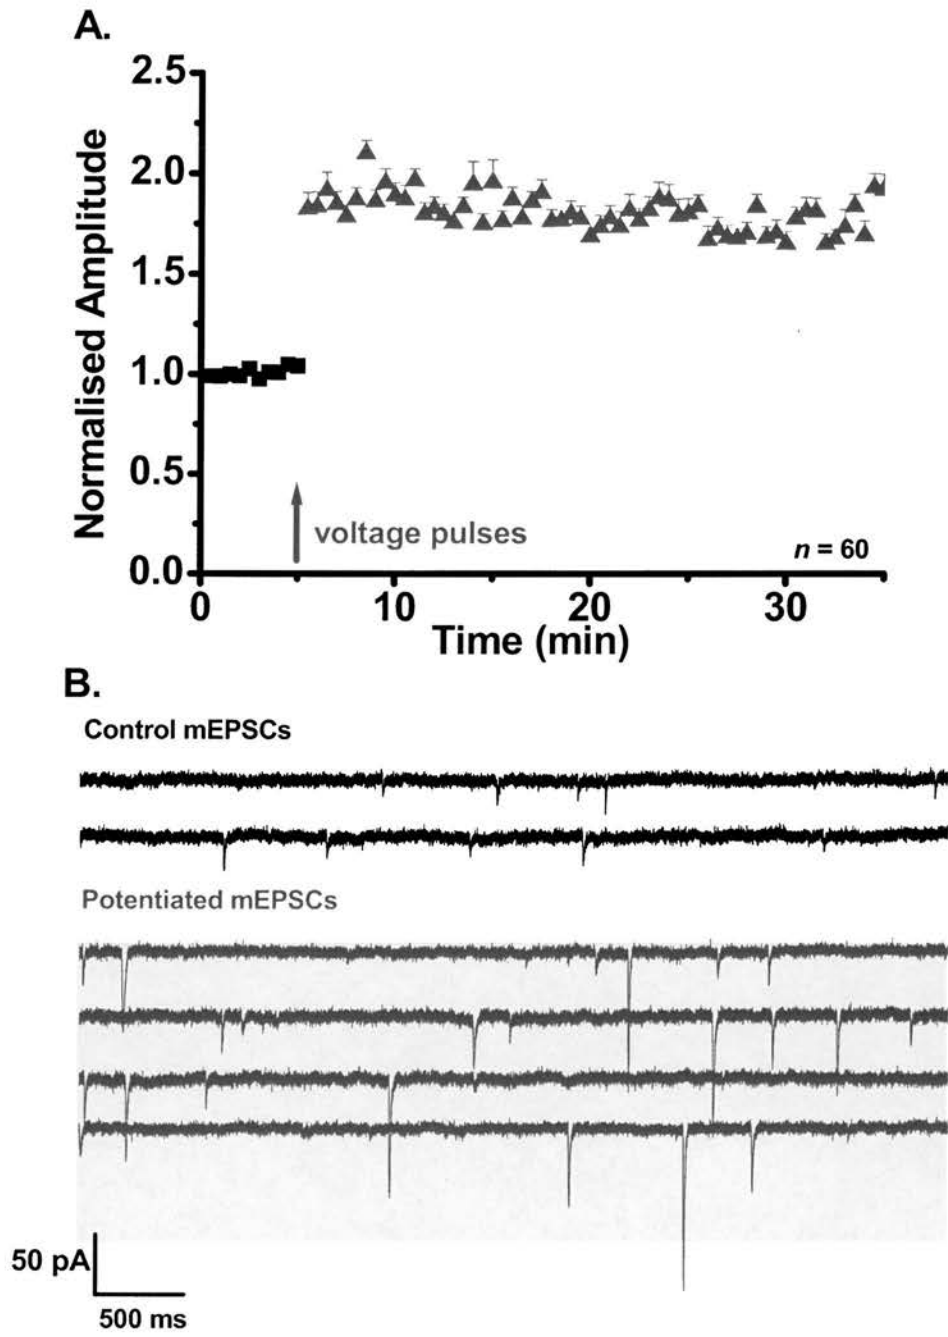 A.
2.5
2.0
1.5
1.0
0.5
0.0
Normalised Amplitude
voltage pulses
n = 60
0 10 20 30
Time (min)
B.
Control mEPSCs
Potentiated mEPSCs
50 pA
500 ms